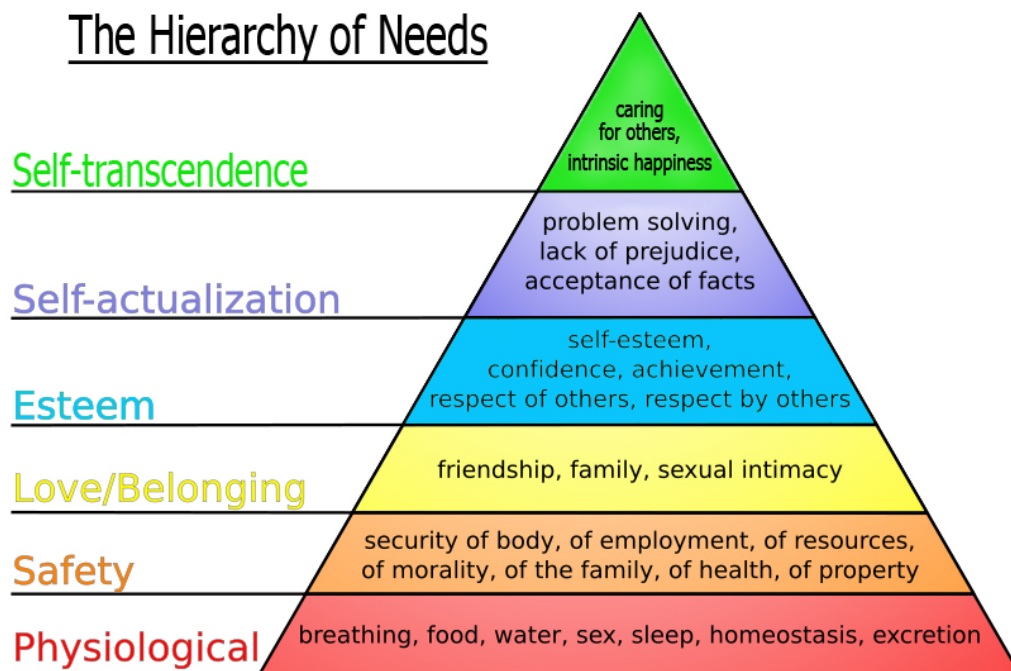 The Hierarchy of Needs
caring
for others,
intrinsic happiness
Self-transcendence
problem solving,
lack of prejudice,
acceptance of facts
Self-actualization
self-esteem,
confidence, achievement,
respect of others, respect by others
Esteem
friendship, family, sexual intimacy
Love/Belonging
security of body, of employment, of resources,
of morality, of the family, of health, of property
Safety
breathing, food, water, sex, sleep, homeostasis, excretion
Physiological